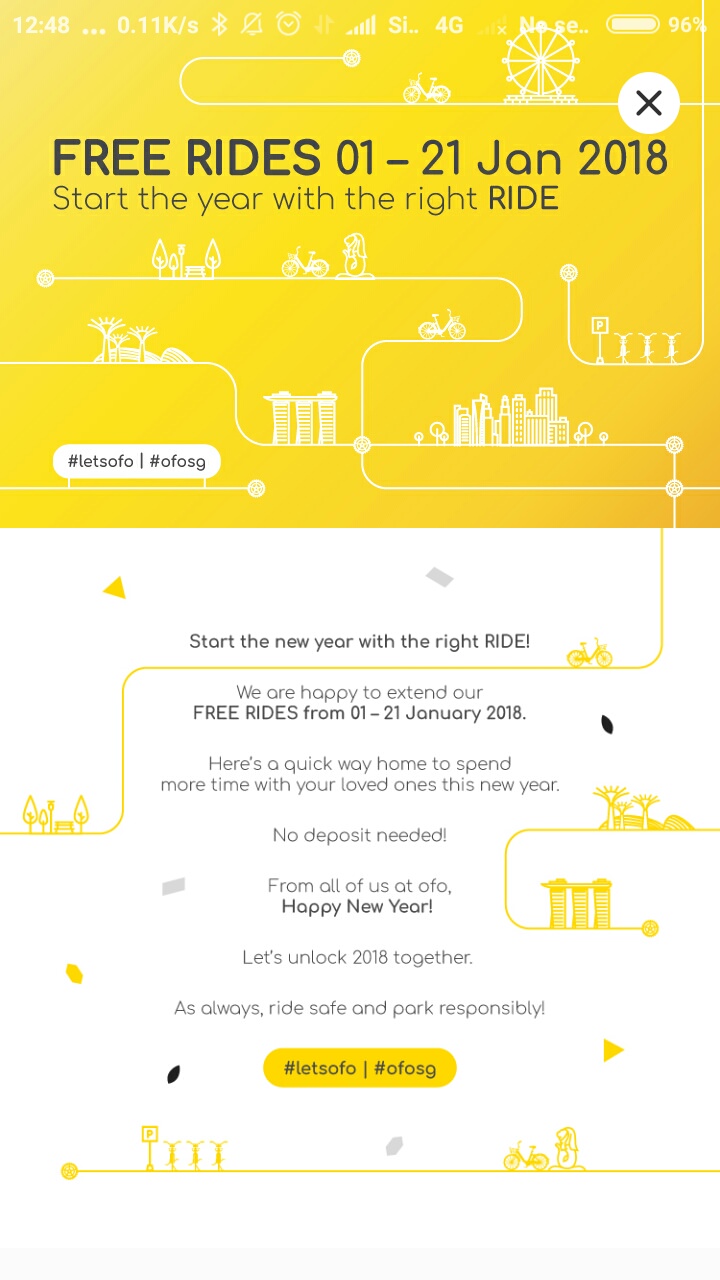 12:48 ... 0.11K/s Si.. 4G No se.. 96%
FREE RIDES 01 – 21 Jan 2018
Start the year with the right RIDE
P
#letsofo | #ofosg
Start the new year with the right RIDE!
We are happy to extend our
FREE RIDES from 01 – 21 January 2018.
Here's a quick way home to spend
more time with your loved ones this new year.
No deposit needed!
From all of us at ofo,
Happy New Year!
Let's unlock 2018 together.
As always, ride safe and park responsibly!
#letsofo | #ofosg
P